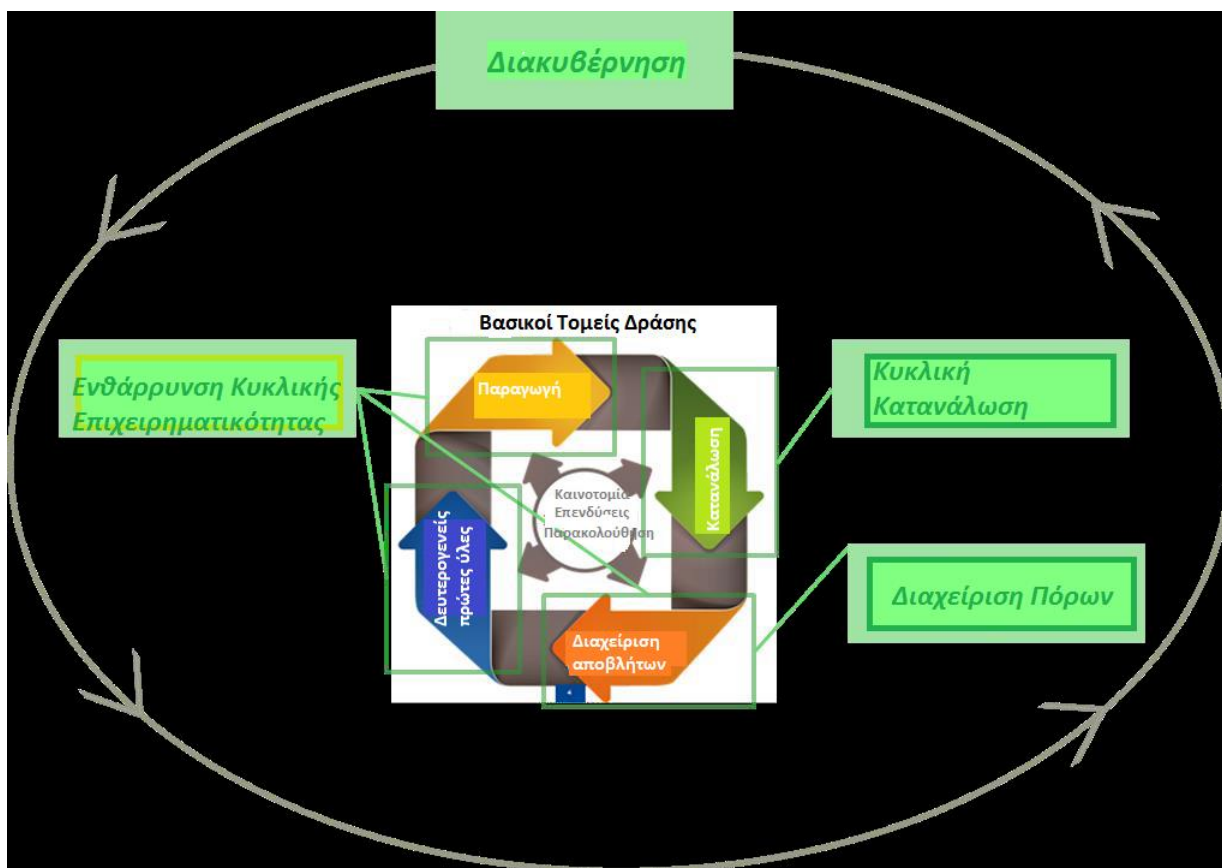 Διακυβέρνηση
Βασικοί Τομείς Δράσης
Ενθάρρυνση Κυκλικής
Επιχειρηματικότητας
Παραγωγή
Κυκλική
Κατανάλωση
Κατανάλωση
Καινοτομία
Επενδύσεις
Παρακολούθηση
Δευτερογενείς
πρώτες ύλες
Διαχείριση Πόρων
Διαχείριση
αποβλήτων